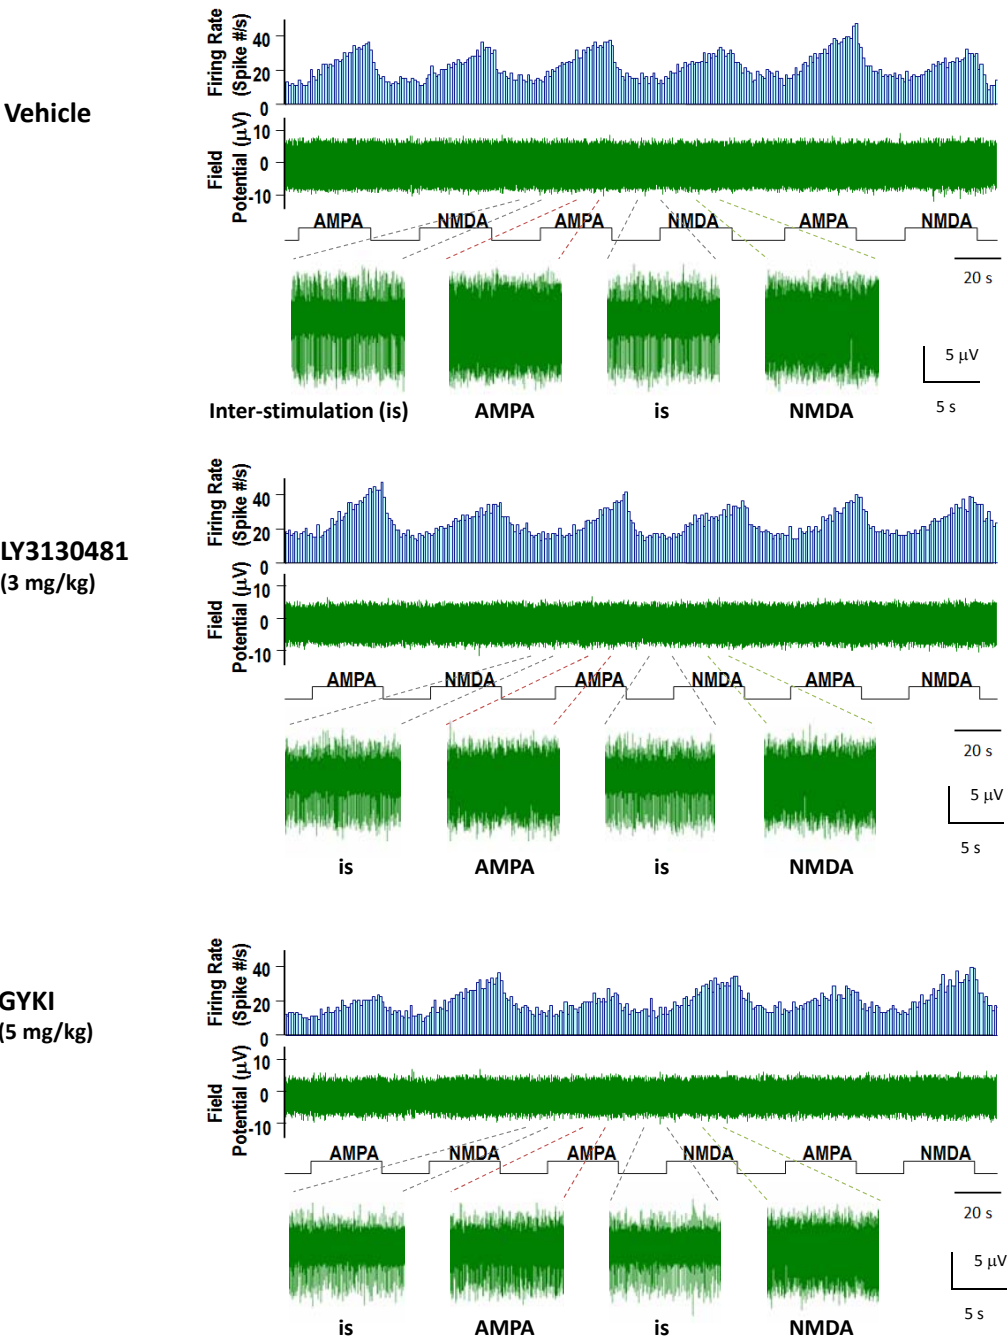 Vehicle
Firing Rate
(Spike #/s)
40
20
0
Field
Potential (µV)
10
0
-10
AMPA NMDA AMPA NMDA AMPA NMDA
20 s
5 µV
5 s
Inter-stimulation (is) AMPA is NMDA
LY3130481
(3 mg/kg)
Firing Rate
(Spike #/s)
40
20
0
Field
Potential (µV)
10
0
-10
AMPA NMDA AMPA NMDA AMPA NMDA
20 s
5 µV
5 s
is AMPA is NMDA
GYKI
(5 mg/kg)
Firing Rate
(Spike #/s)
40
20
0
Field
Potential (µV)
10
0
-10
AMPA NMDA AMPA NMDA AMPA NMDA
20 s
5 µV
5 s
is AMPA is NMDA